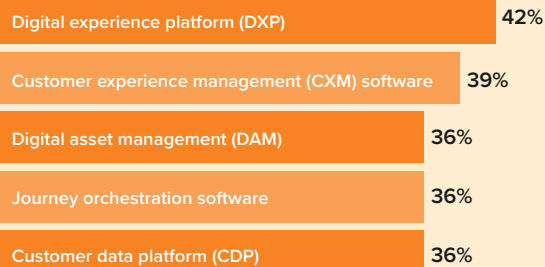 Digital experience platform (DXP) 42%
Customer experience management (CXM) software 39%
Digital asset management (DAM) 36%
Journey orchestration software 36%
Customer data platform (CDP) 36%